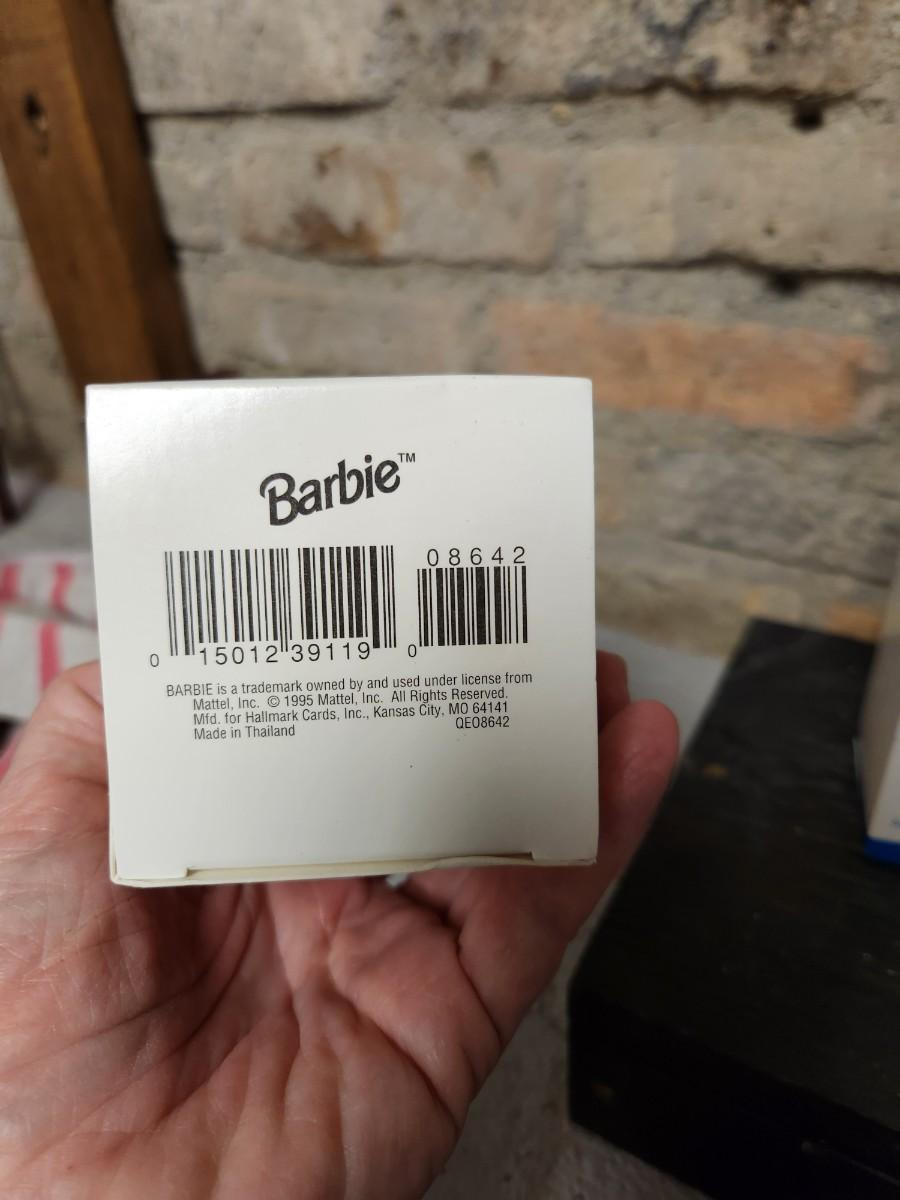 Barbie™
08642
0 15012 39119 0
BARBIE is a trademark owned by and used under license from
Mattel, Inc. © 1995 Mattel, Inc. All Rights Reserved.
Mfd. for Hallmark Cards, Inc., Kansas City, MO 64141
Made in Thailand QEO8642